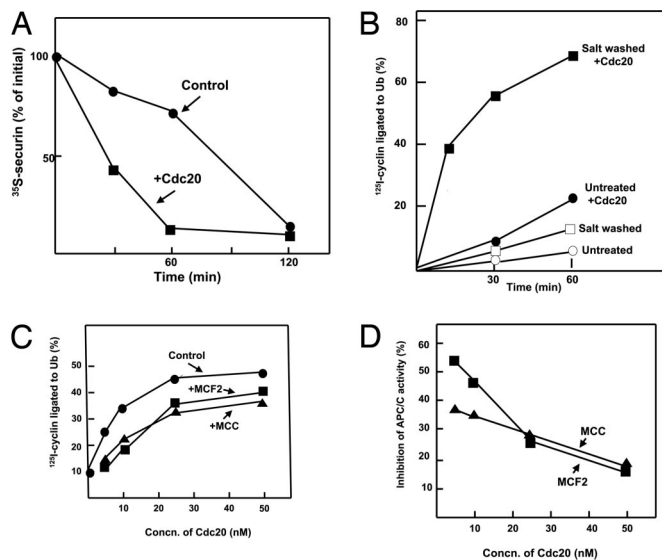 A
³⁵S-securin (% of initial)
100
50
Control
+Cdc20
60
120
Time (min)
B
¹²⁵I-cyclin ligated to Ub (%)
80
60
40
20
0
Salt washed
+Cdc20
Untreated
+Cdc20
Salt washed
Untreated
30
60
Time (min)
C
¹²⁵I-cyclin ligated to Ub (%)
50
40
30
20
10
Control
+MCF2
+MCC
0
10
20
30
40
50
Concn. of Cdc20 (nM)
D
Inhibition of APC/C activity (%)
60
50
40
30
20
10
MCC
MCF2
0
10
20
30
40
50
Concn. of Cdc20 (nM)